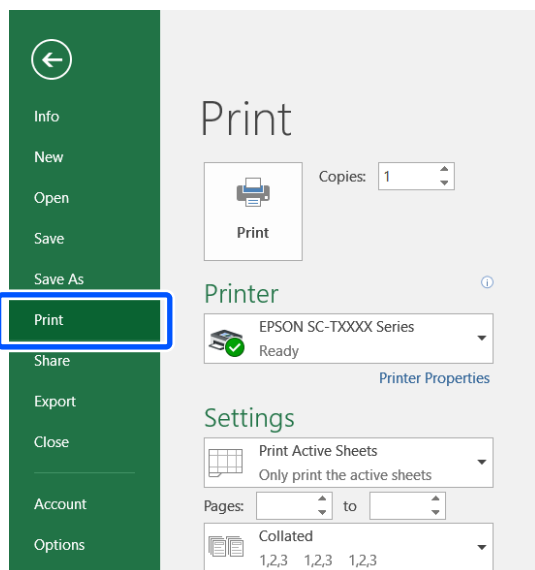 Info
New
Open
Save
Save As
Print
Share
Export
Close
Account
Options
Print
Copies: 1
Print
Printer
EPSON SC-TXXXX Series
Ready
Printer Properties
Settings
Print Active Sheets
Only print the active sheets
Pages: to
Collated
1,2,3 1,2,3 1,2,3